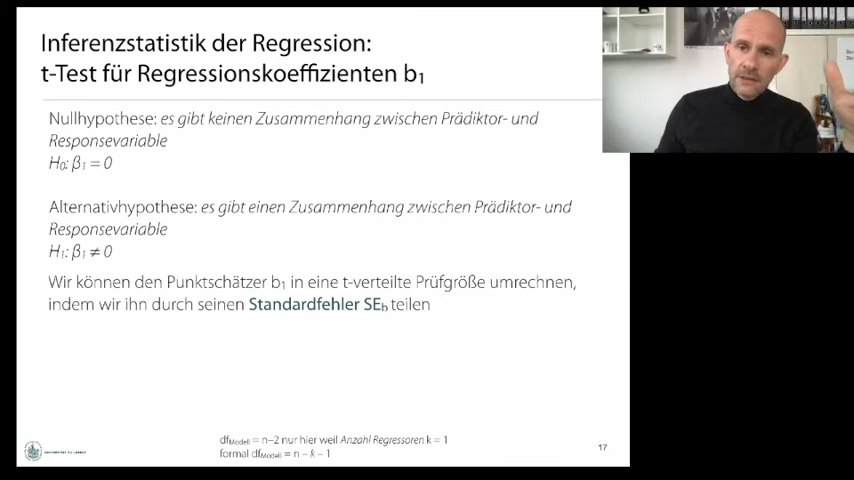 Inferenzstatistik der Regression:
t-Test für Regressionskoeffizienten b₁
Nullhypothese: es gibt keinen Zusammenhang zwischen Prädiktor- und
Responsevariable
H₀: β₁ = 0
Alternativhypothese: es gibt einen Zusammenhang zwischen Prädiktor- und
Responsevariable
H₁: β₁ ≠ 0
Wir können den Punktschätzer b₁ in eine t-verteilte Prüfgröße umrechnen,
indem wir ihn durch seinen Standardfehler SEb teilen
dfModell = n–2 nur hier weil Anzahl Regressoren k = 1
formal dfModell = n – k – 1
17